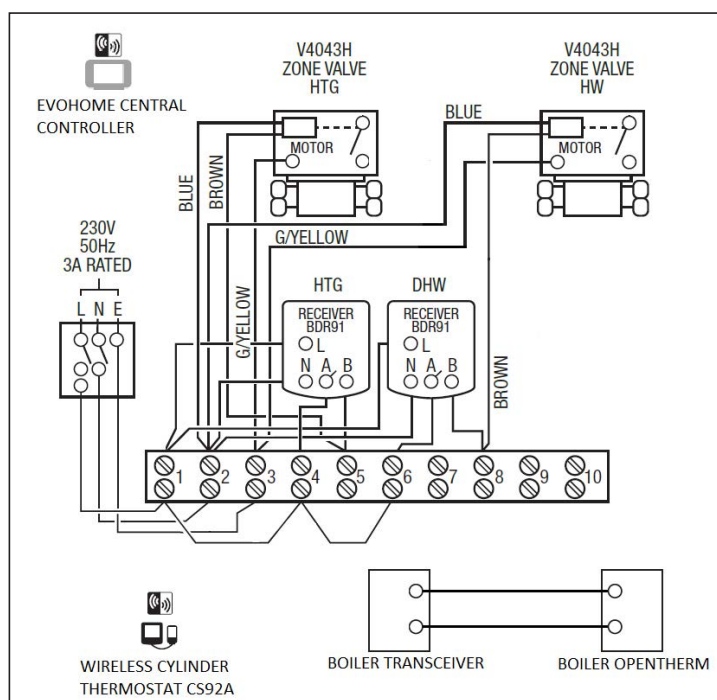 V4043H
ZONE VALVE
HTG
V4043H
ZONE VALVE
HW
EVOHOME CENTRAL
CONTROLLER
BLUE
MOTOR
MOTOR
BLUE
BROWN
G/YELLOW
230V
50Hz
3A RATED
L N E
HTG
DHW
RECEIVER
BDR91
L
N A B
RECEIVER
BDR91
L
N A B
G/YELLOW
BROWN
1 2 3 4 5 6 7 8 9 10
WIRELESS CYLINDER
THERMOSTAT CS92A
BOILER TRANSCEIVER
BOILER OPENTHERM